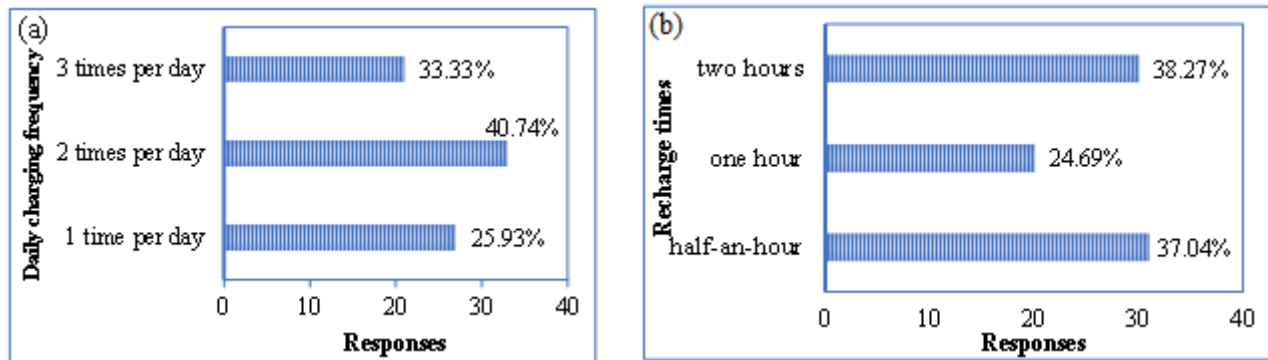 (a)
Daily charging frequency
3 times per day
33.33%
2 times per day
40.74%
1 time per day
25.93%
0 10 20 30 40
Responses
(b)
Recharge times
two hours
38.27%
one hour
24.69%
half-an-hour
37.04%
0 10 20 30 40
Responses